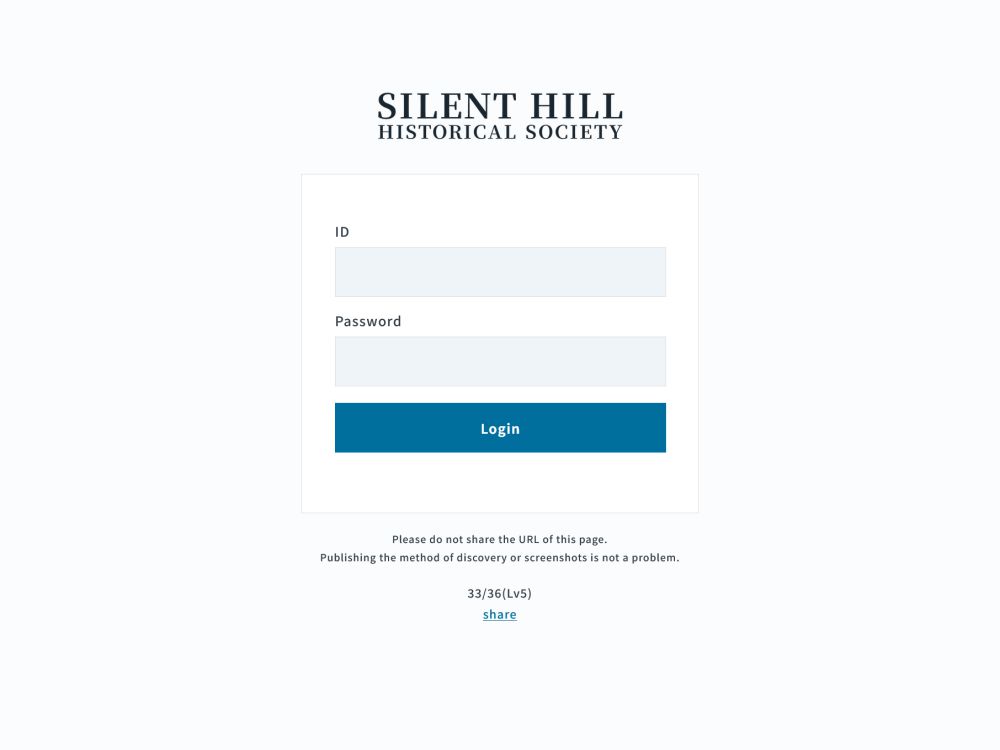 SILENT HILL
HISTORICAL SOCIETY
ID
Password
Login
Please do not share the URL of this page.
Publishing the method of discovery or screenshots is not a problem.
33/36(Lv5)
share